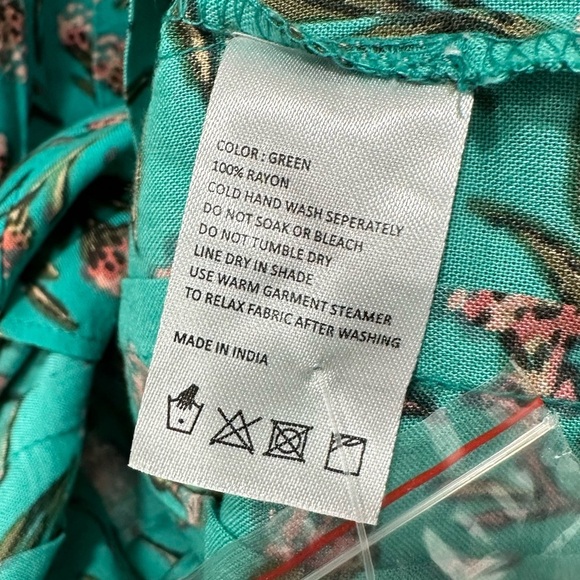 COLOR : GREEN
100% RAYON
COLD HAND WASH SEPERATELY
DO NOT SOAK OR BLEACH
DO NOT TUMBLE DRY
LINE DRY IN SHADE
USE WARM GARMENT STEAMER
TO RELAX FABRIC AFTER WASHING
MADE IN INDIA